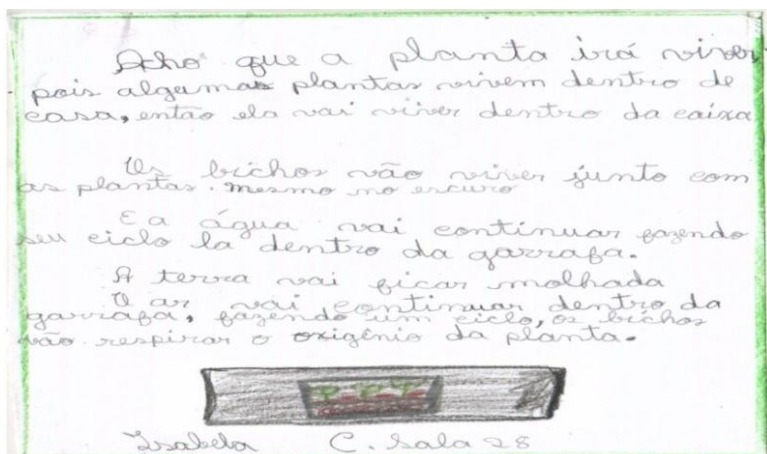 Acho que a planta irá viver
pois algumas plantas vivem dentro de
casa, então ela vai viver dentro da caixa
Os bichos vão viver junto com
as plantas. mesmo no escuro
E a água vai continuar fazendo
seu ciclo la dentro da garrafa.
A terra vai ficar molhada
O ar vai continuar dentro da
garrafa, fazendo um ciclo, os bichos
vão respirar o oxigênio da planta.
Isabela C. Sala 28